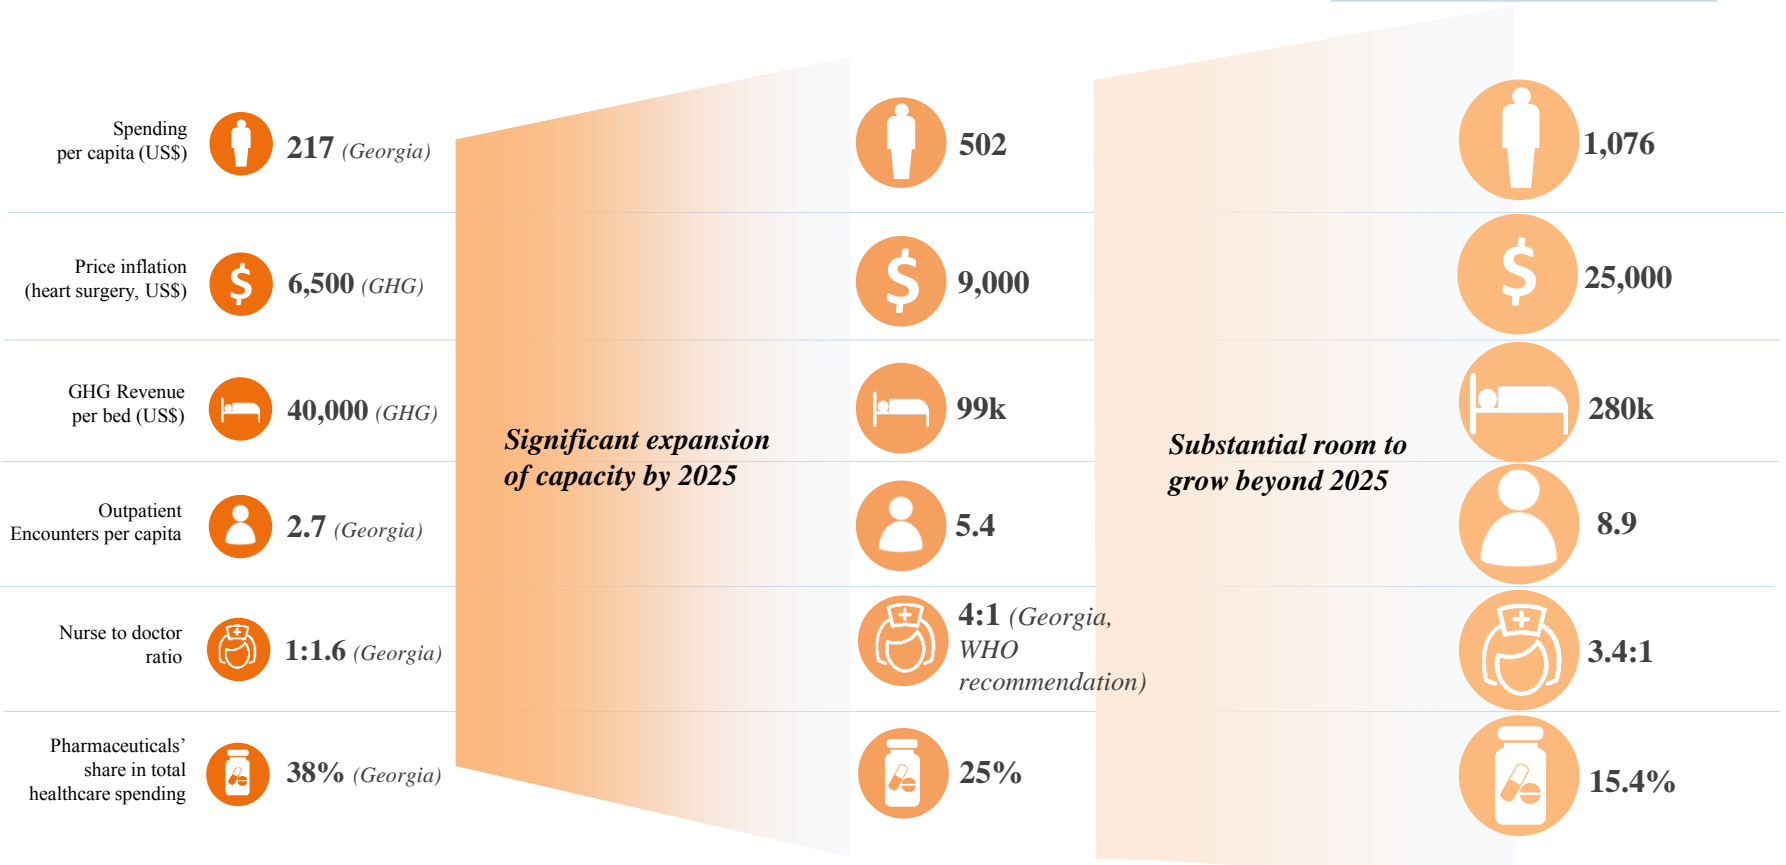 Spending
per capita (US$)
217 (Georgia)
502
1,076
Price inflation
(heart surgery, US$)
6,500 (GHG)
9,000
25,000
GHG Revenue
per bed (US$)
40,000 (GHG)
99k
280k
Significant expansion
of capacity by 2025
Substantial room to
grow beyond 2025
Outpatient
Encounters per capita
2.7 (Georgia)
5.4
8.9
Nurse to doctor
ratio
1:1.6 (Georgia)
4:1 (Georgia,
WHO
recommendation)
3.4:1
Pharmaceuticals’
share in total
healthcare spending
38% (Georgia)
25%
15.4%